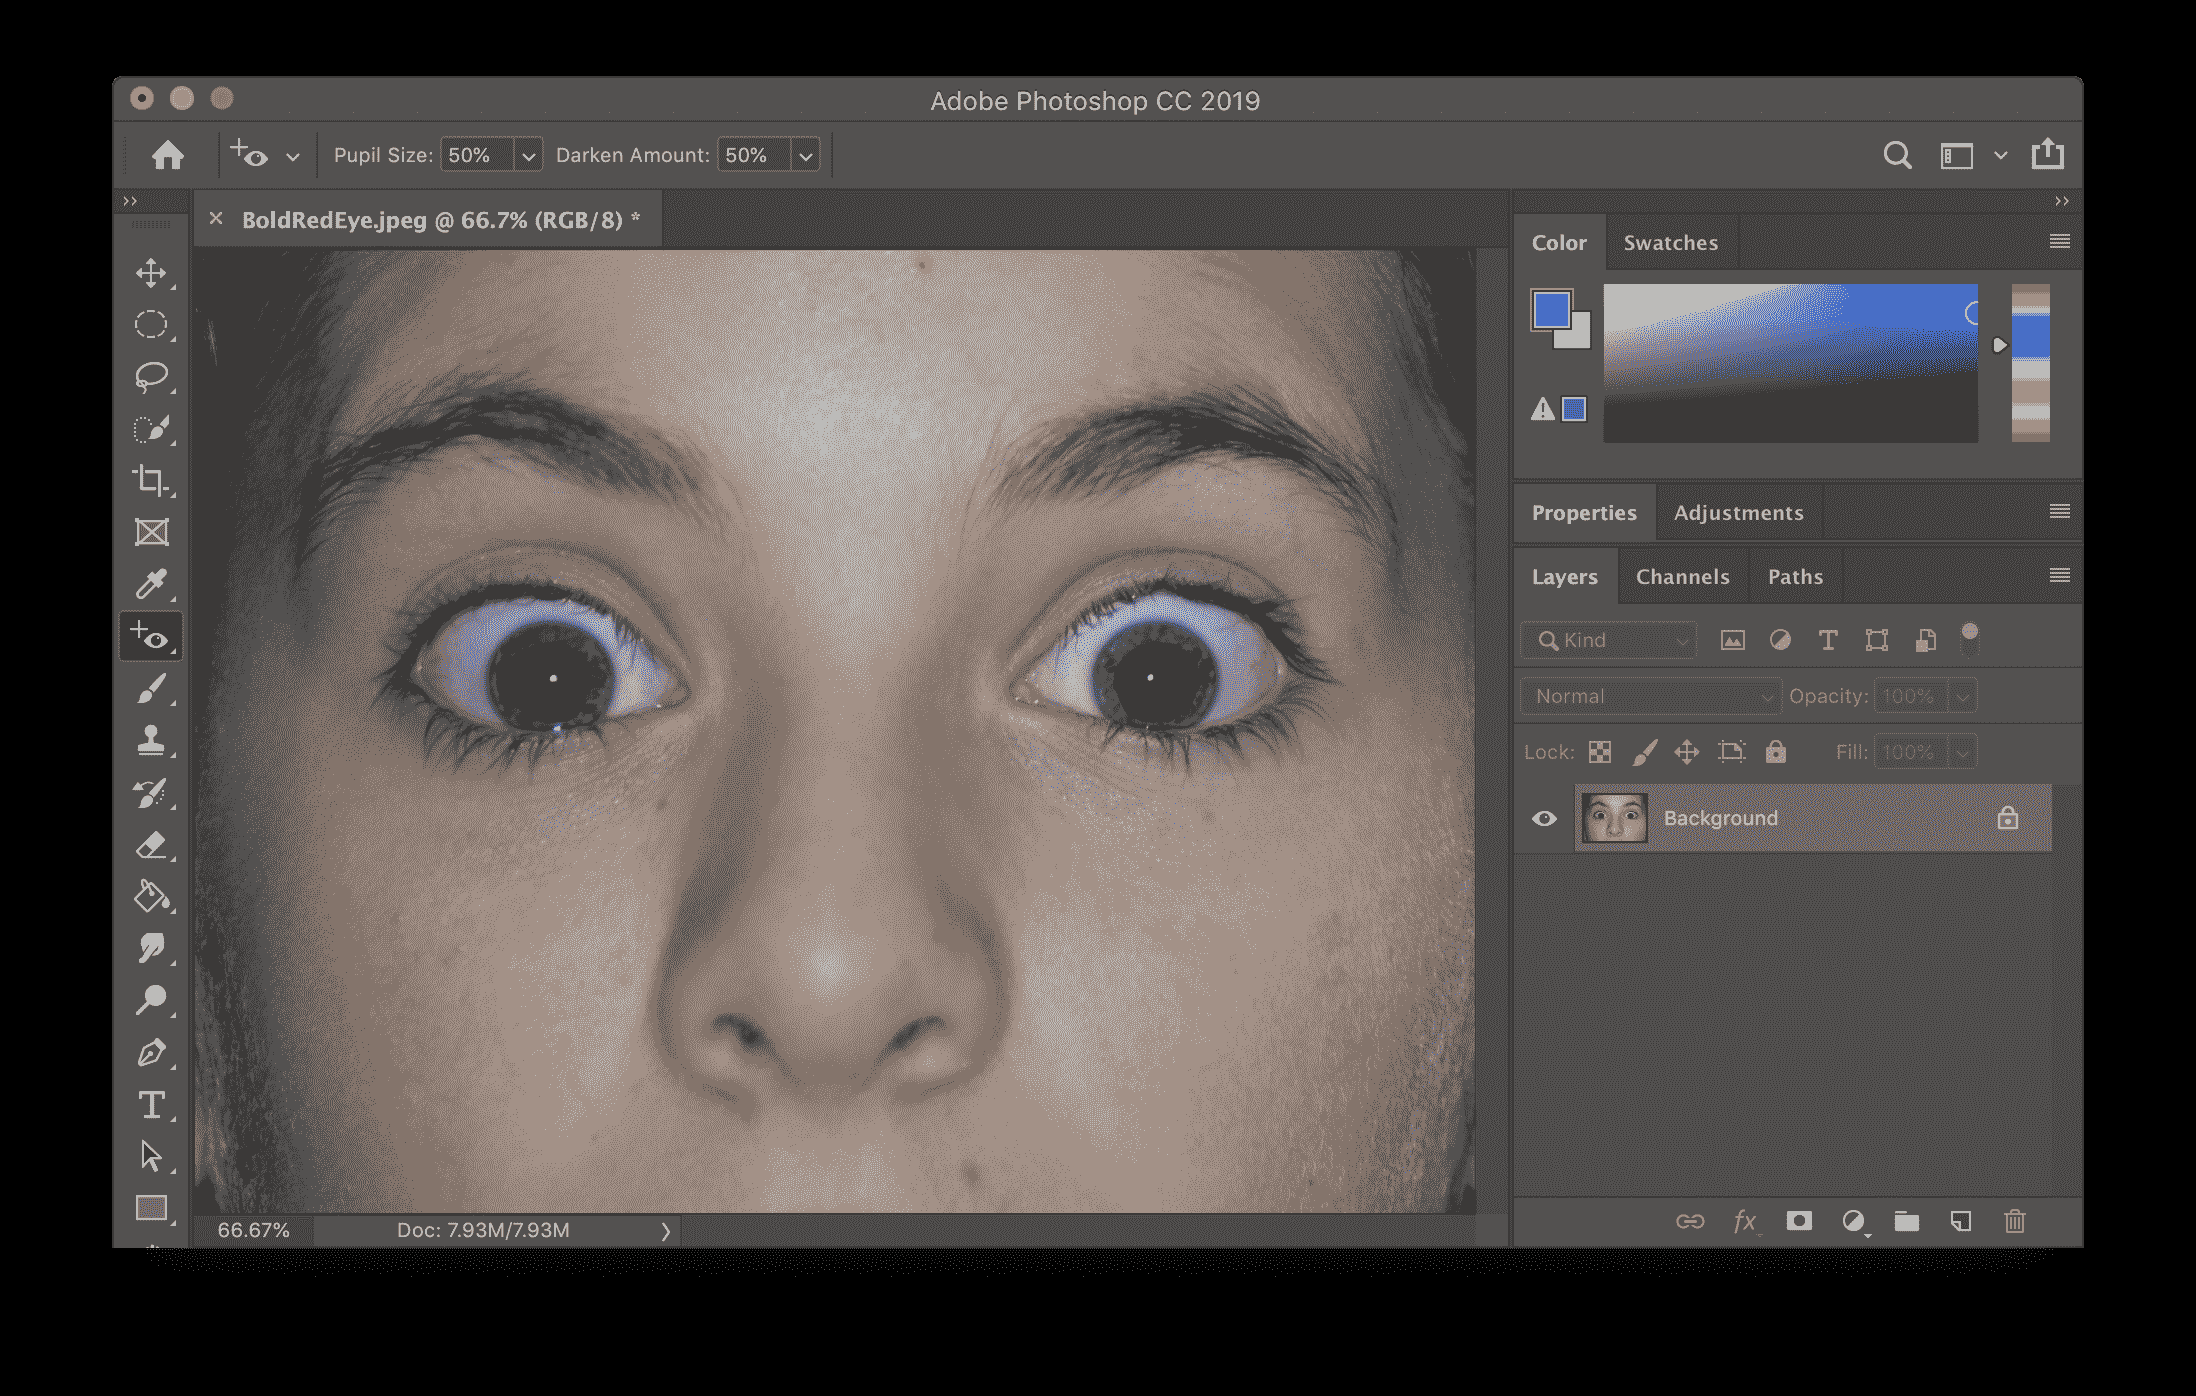 Adobe Photoshop CC 2019
Pupil Size: 50% Darken Amount: 50%
BoldRedEye.jpeg @ 66.7% (RGB/8) *
Color Swatches
Properties Adjustments
Layers Channels Paths
Kind
Normal Opacity: 100%
Lock: Fill: 100%
Background
fx
66.67% Doc: 7.93M/7.93M